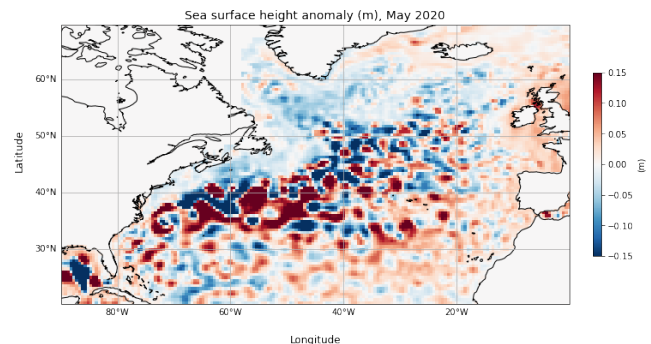 Sea surface height anomaly (m), May 2020
60°N
50°N
40°N
30°N
80°W
60°W
40°W
20°W
Latitude
Longitude
0.15
0.10
0.05
0.00
−0.05
−0.10
−0.15
(m)